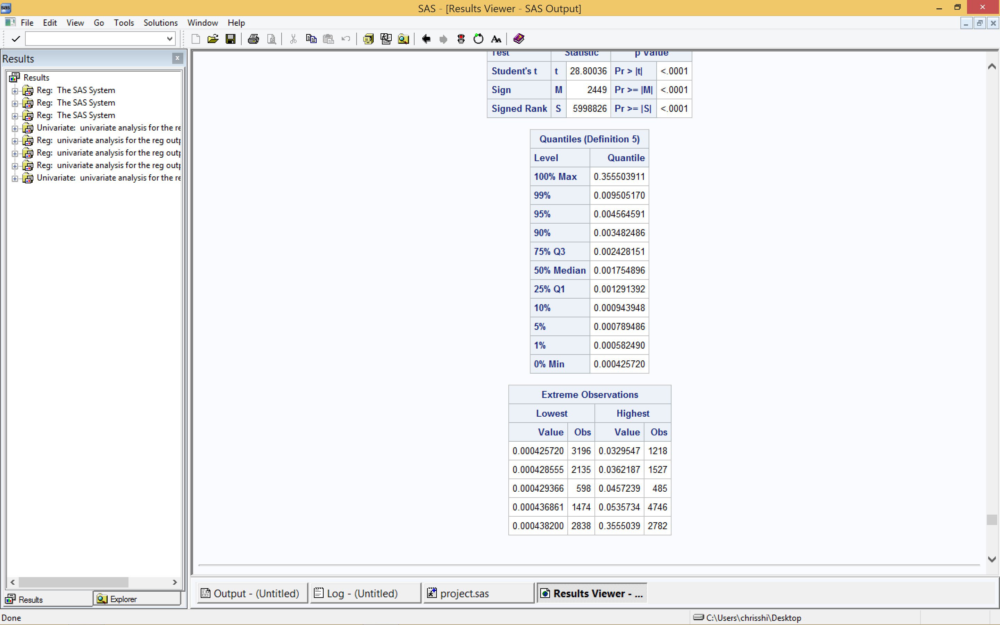 sas
SAS - [Results Viewer - SAS Output]
File Edit View Go Tools Solutions Window Help
Results
Results
Reg: The SAS System
Reg: The SAS System
Reg: The SAS System
Univariate: univariate analysis for the re
Reg: univariate analysis for the reg outp
Reg: univariate analysis for the reg outp
Reg: univariate analysis for the reg outp
Univariate: univariate analysis for the re
Test Statistic p Value
Student's t t 28.80036 Pr > |t| <.0001
Sign M 2449 Pr >= |M| <.0001
Signed Rank S 5998826 Pr >= |S| <.0001
Quantiles (Definition 5)
Level Quantile
100% Max 0.355503911
99% 0.009505170
95% 0.004564591
90% 0.003482486
75% Q3 0.002428151
50% Median 0.001754896
25% Q1 0.001291392
10% 0.000943948
5% 0.000789486
1% 0.000582490
0% Min 0.000425720
Extreme Observations
Lowest Highest
Value Obs Value Obs
0.000425720 3196 0.0329547 1218
0.000428555 2135 0.0362187 1527
0.000429366 598 0.0457239 485
0.000436861 1474 0.0535734 4746
0.000438200 2838 0.3555039 2782
Results Explorer
Output - (Untitled) Log - (Untitled) project.sas Results Viewer - ...
Done C:\Users\chrisshi\Desktop